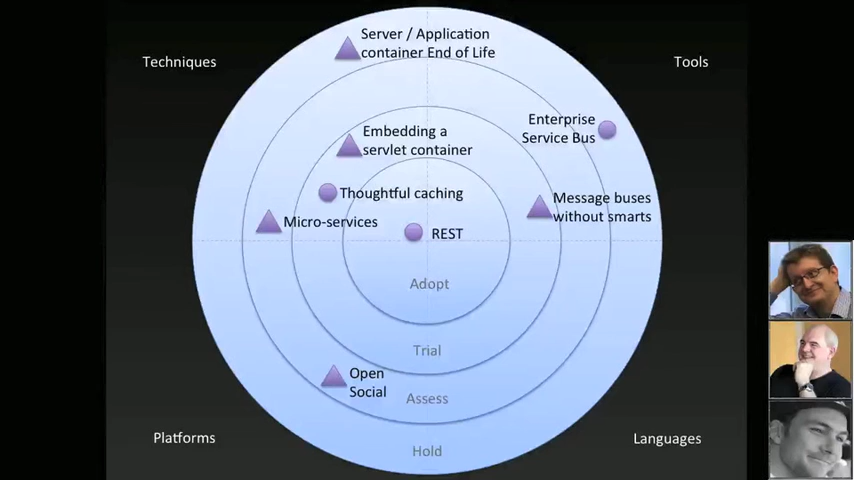 Server / Application
container End of Life
Techniques
Tools
Enterprise
Service Bus
Embedding a
servlet container
Thoughtful caching
Message buses
without smarts
Micro-services
REST
Adopt
Trial
Open
Social
Assess
Platforms
Languages
Hold